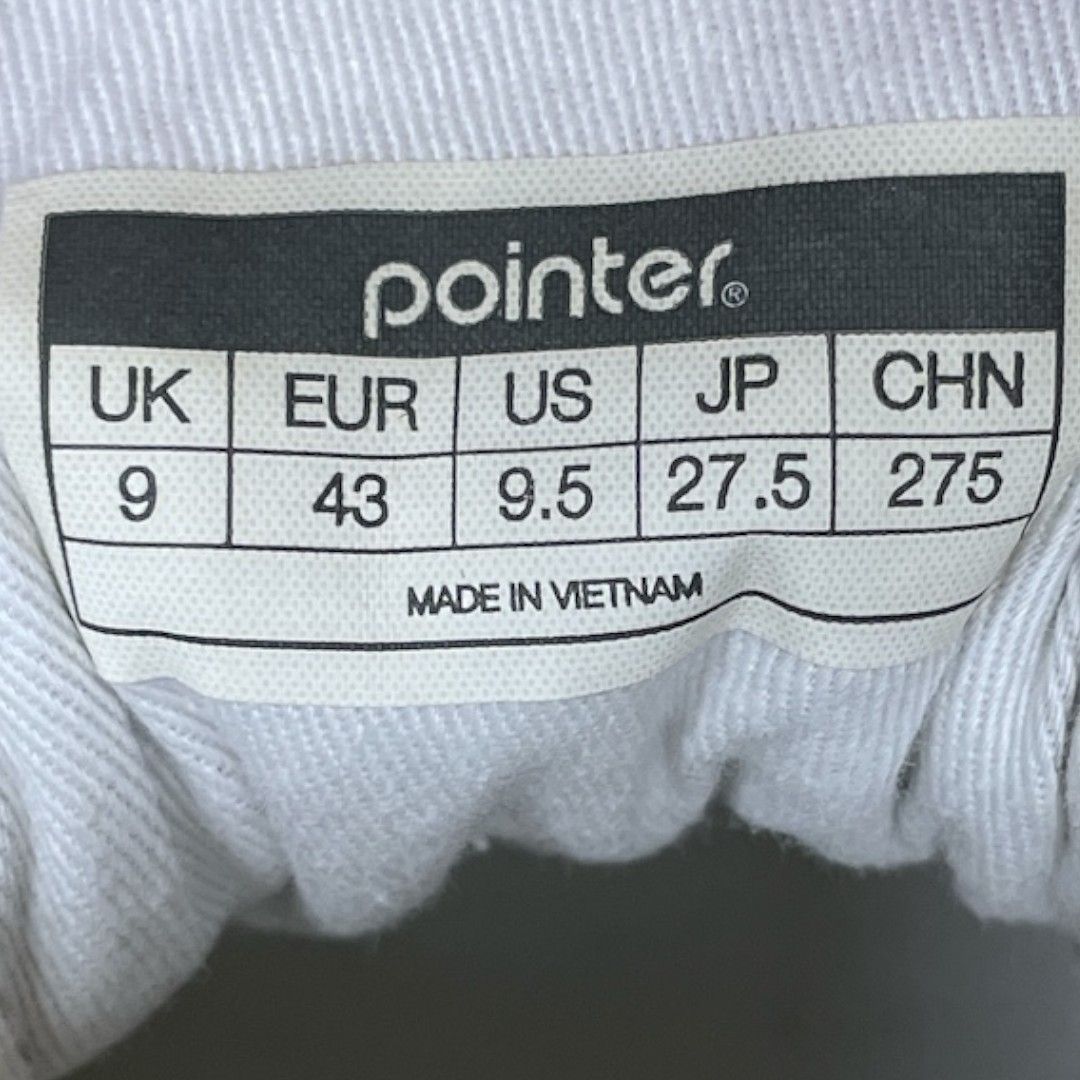 pointer®
UK EUR US JP CHN
9 43 9.5 27.5 275
MADE IN VIETNAM